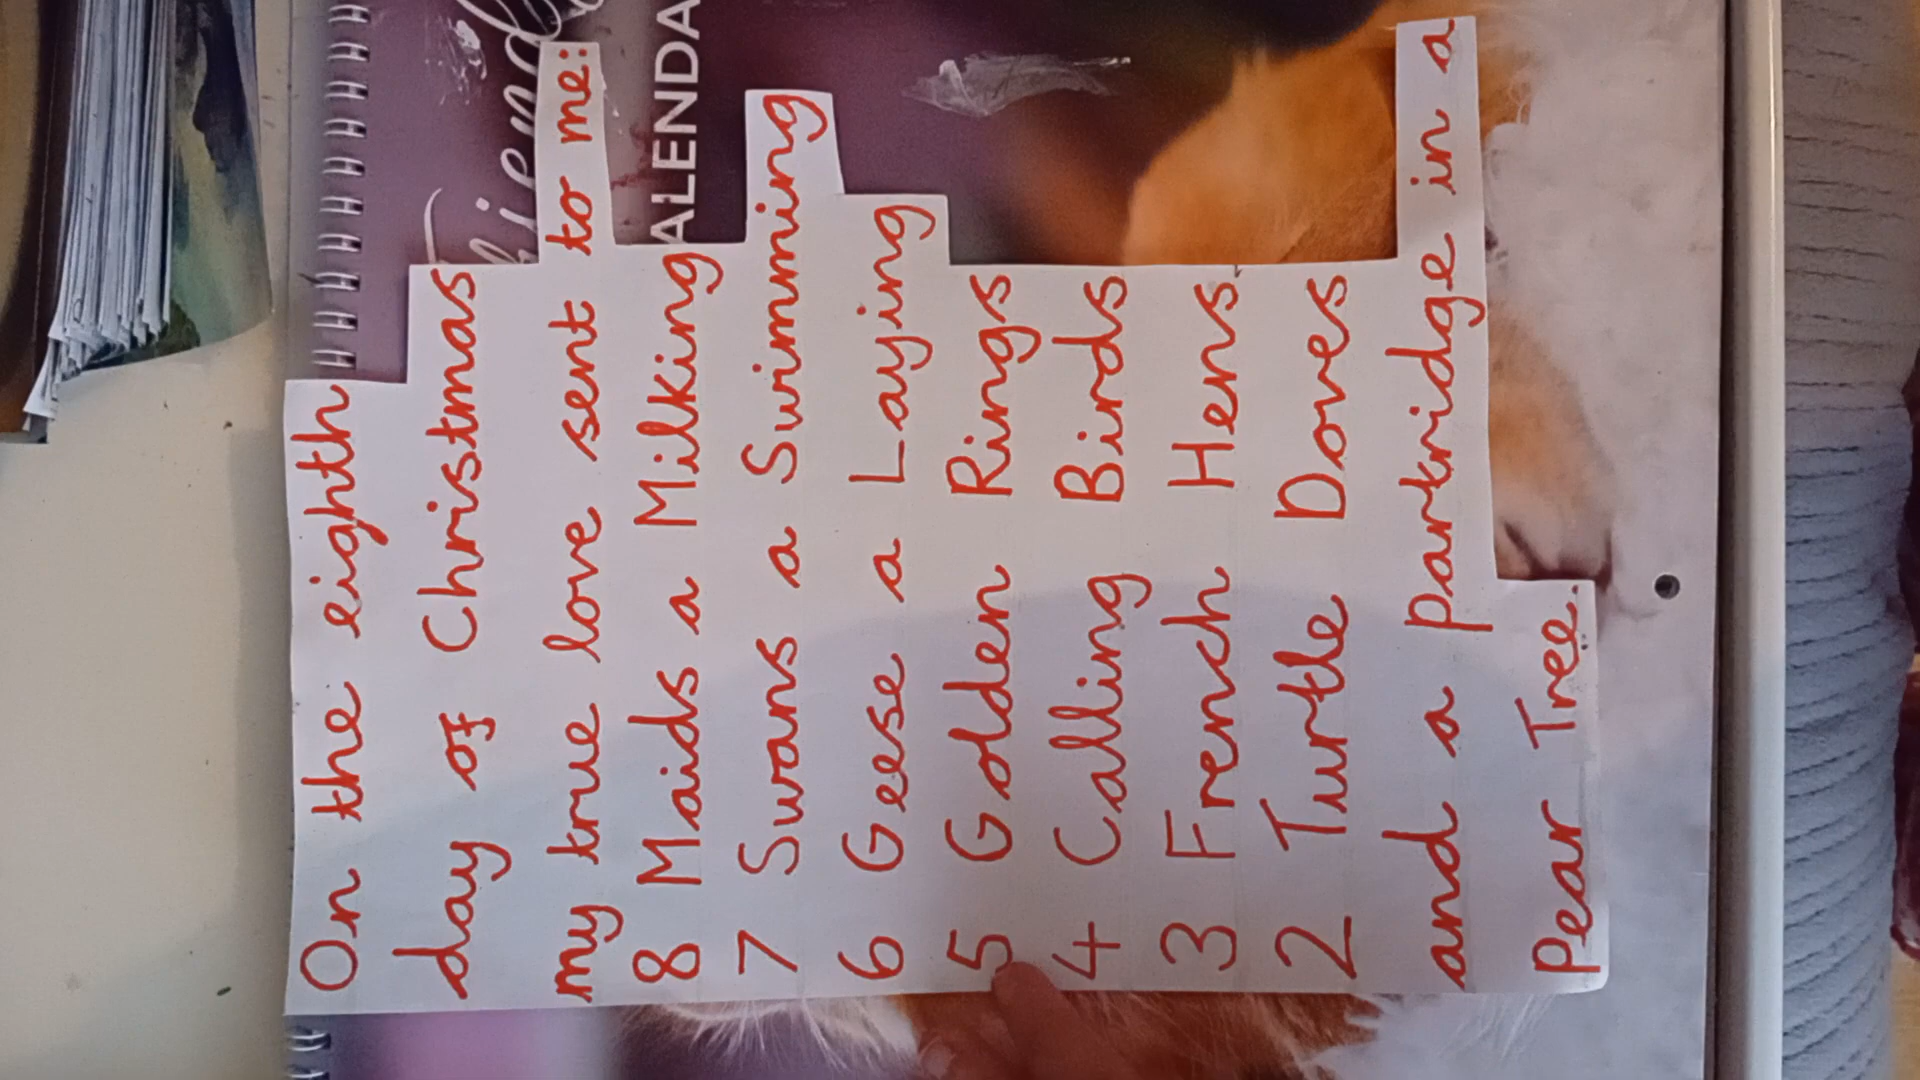 On the eighth
day of Christmas
my true love sent to me:
8 Maids a Milking
7 Swans a Swimming
6 Geese a Laying
5 Golden Rings
4 Calling Birds
3 French Hens
2 Turtle Doves
and a partridge in a
Pear Tree.
ALENDA